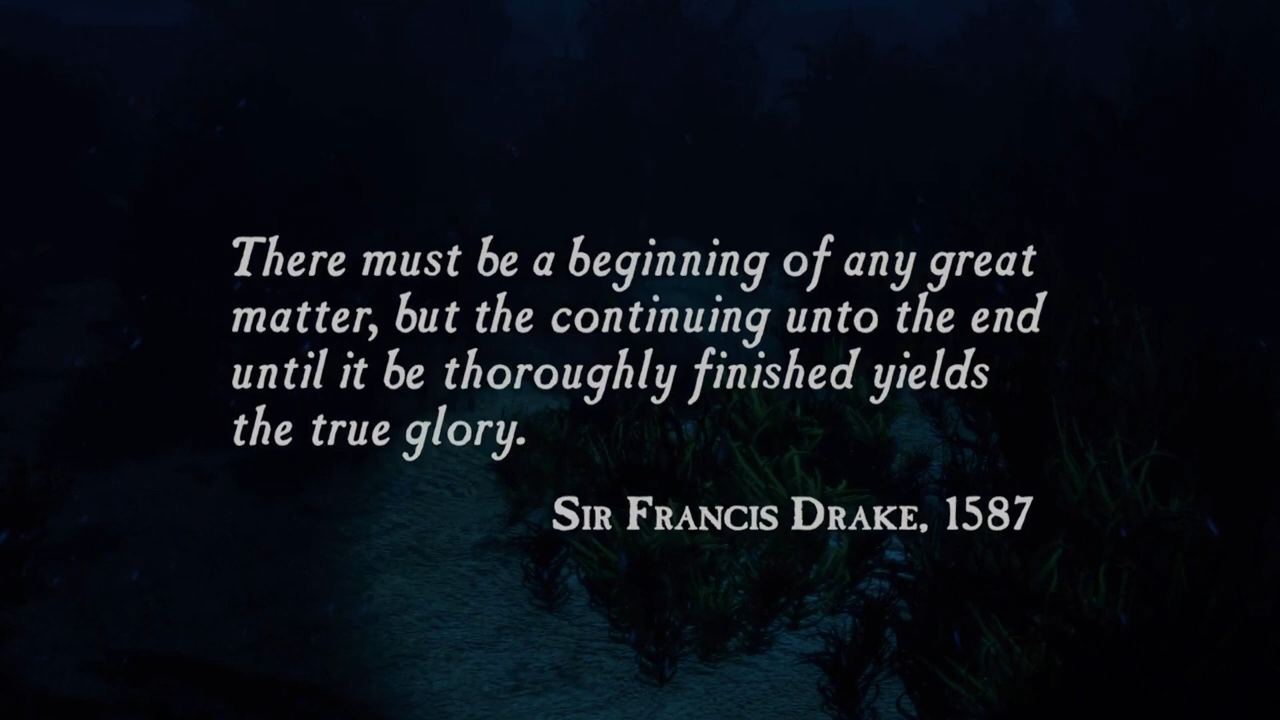 There must be a beginning of any great
matter, but the continuing unto the end
until it be thoroughly finished yields
the true glory.
Sir Francis Drake, 1587